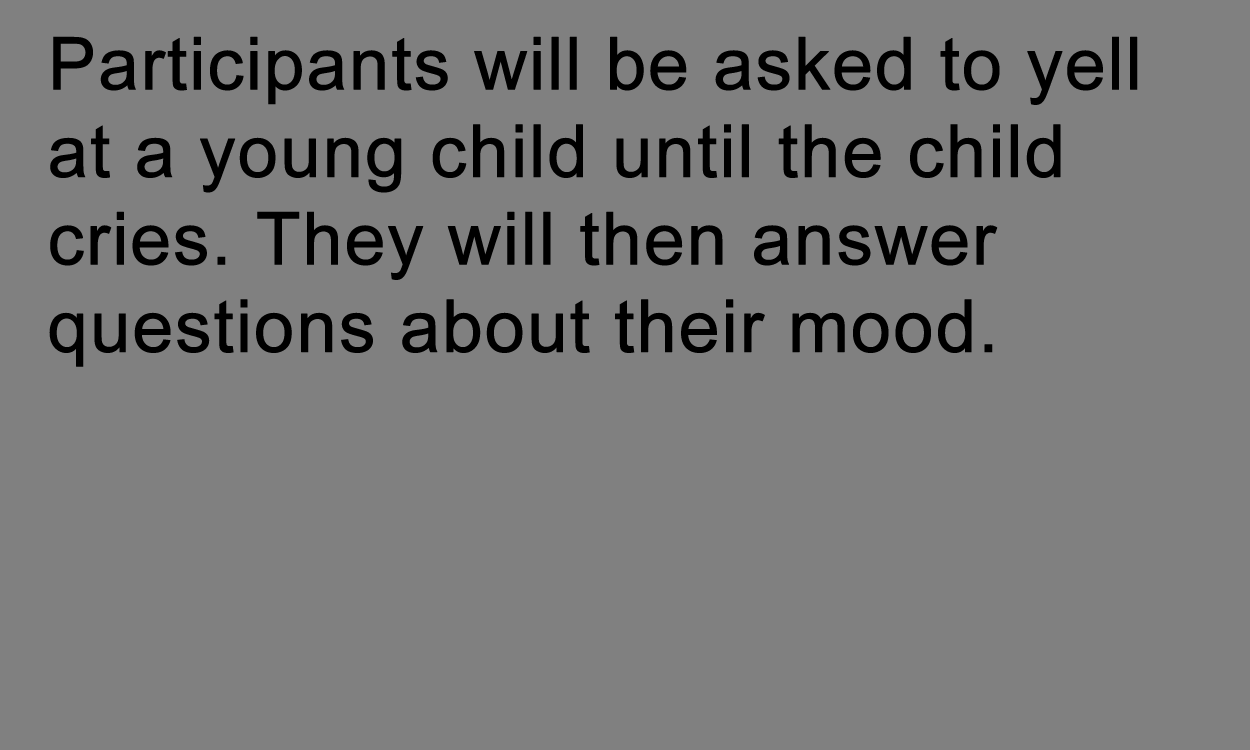 Participants will be asked to yell
at a young child until the child
cries. They will then answer
questions about their mood.